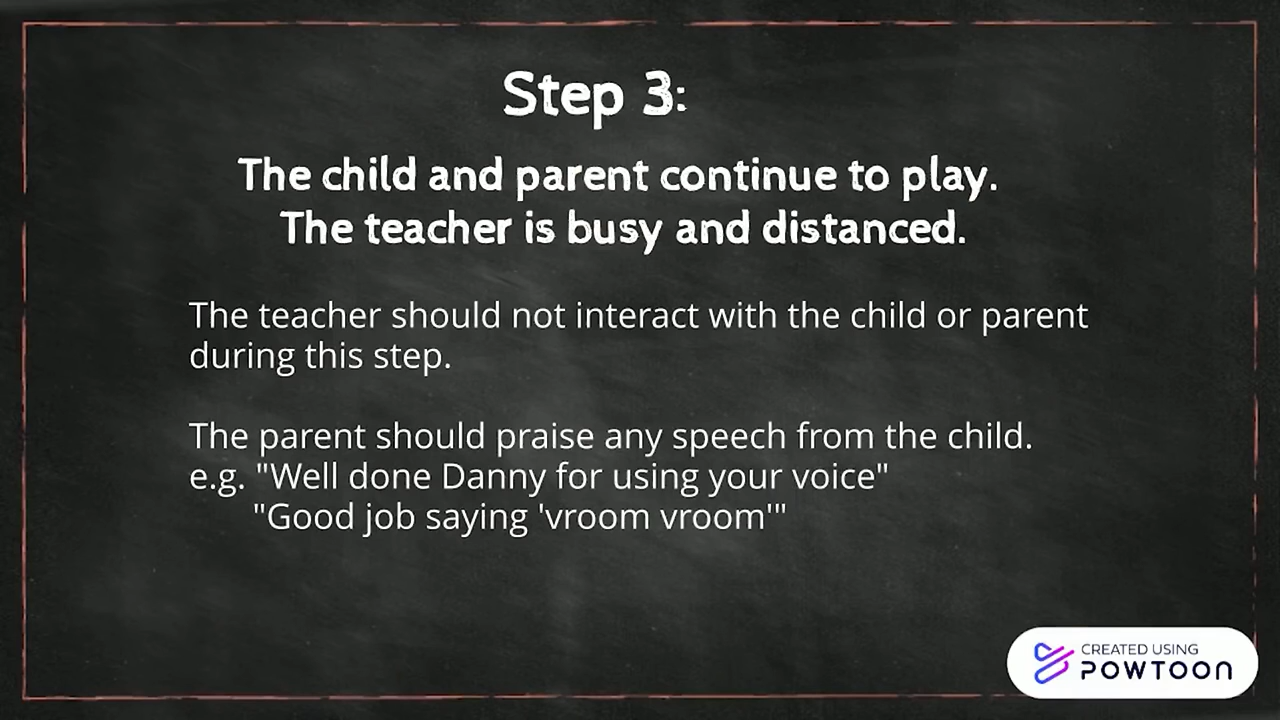 Step 3:
The child and parent continue to play.
The teacher is busy and distanced.
The teacher should not interact with the child or parent
during this step.
The parent should praise any speech from the child.
e.g. "Well done Danny for using your voice"
"Good job saying 'vroom vroom'"
CREATED USING
POWTOON